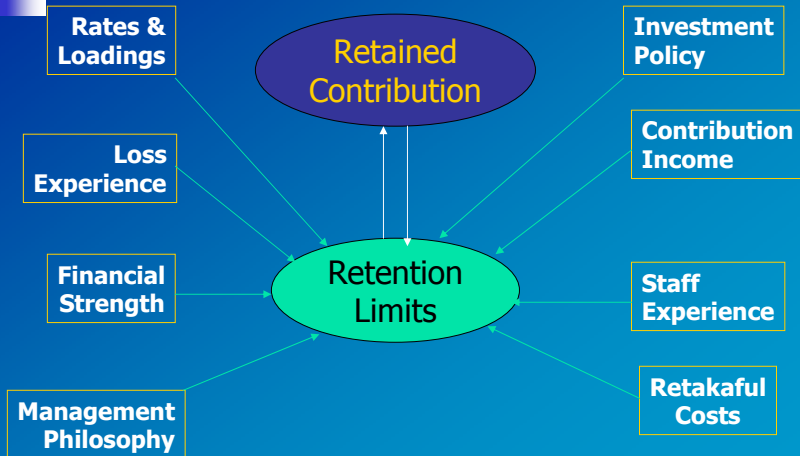 Rates &
Loadings
Retained
Contribution
Investment
Policy
Loss
Experience
Contribution
Income
Financial
Strength
Retention
Limits
Staff
Experience
Management
Philosophy
Retakaful
Costs